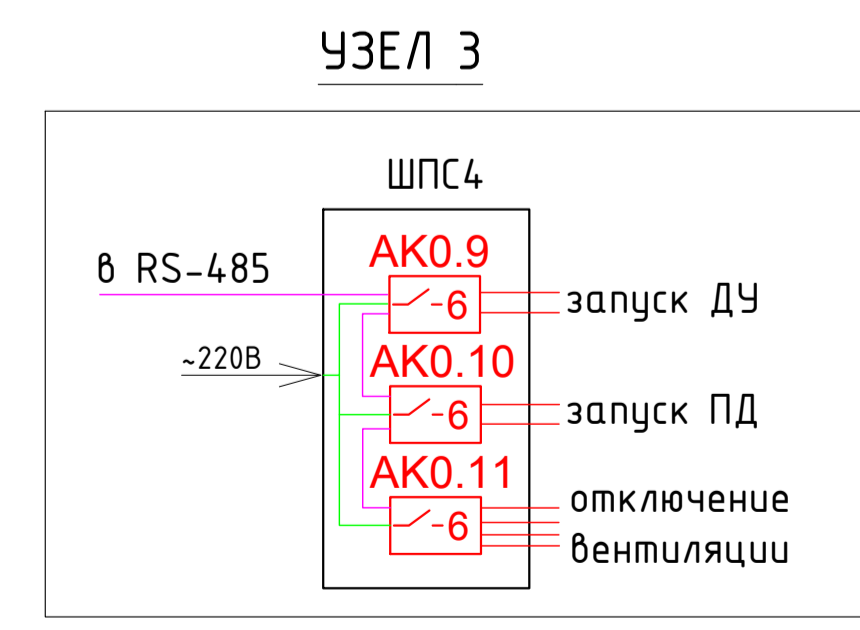 УЗЕЛ 3
ШПС4
в RS-485
АК0.9
-6
запуск ДУ
~220В
АК0.10
-6
запуск ПД
АК0.11
-6
отключение
вентиляции